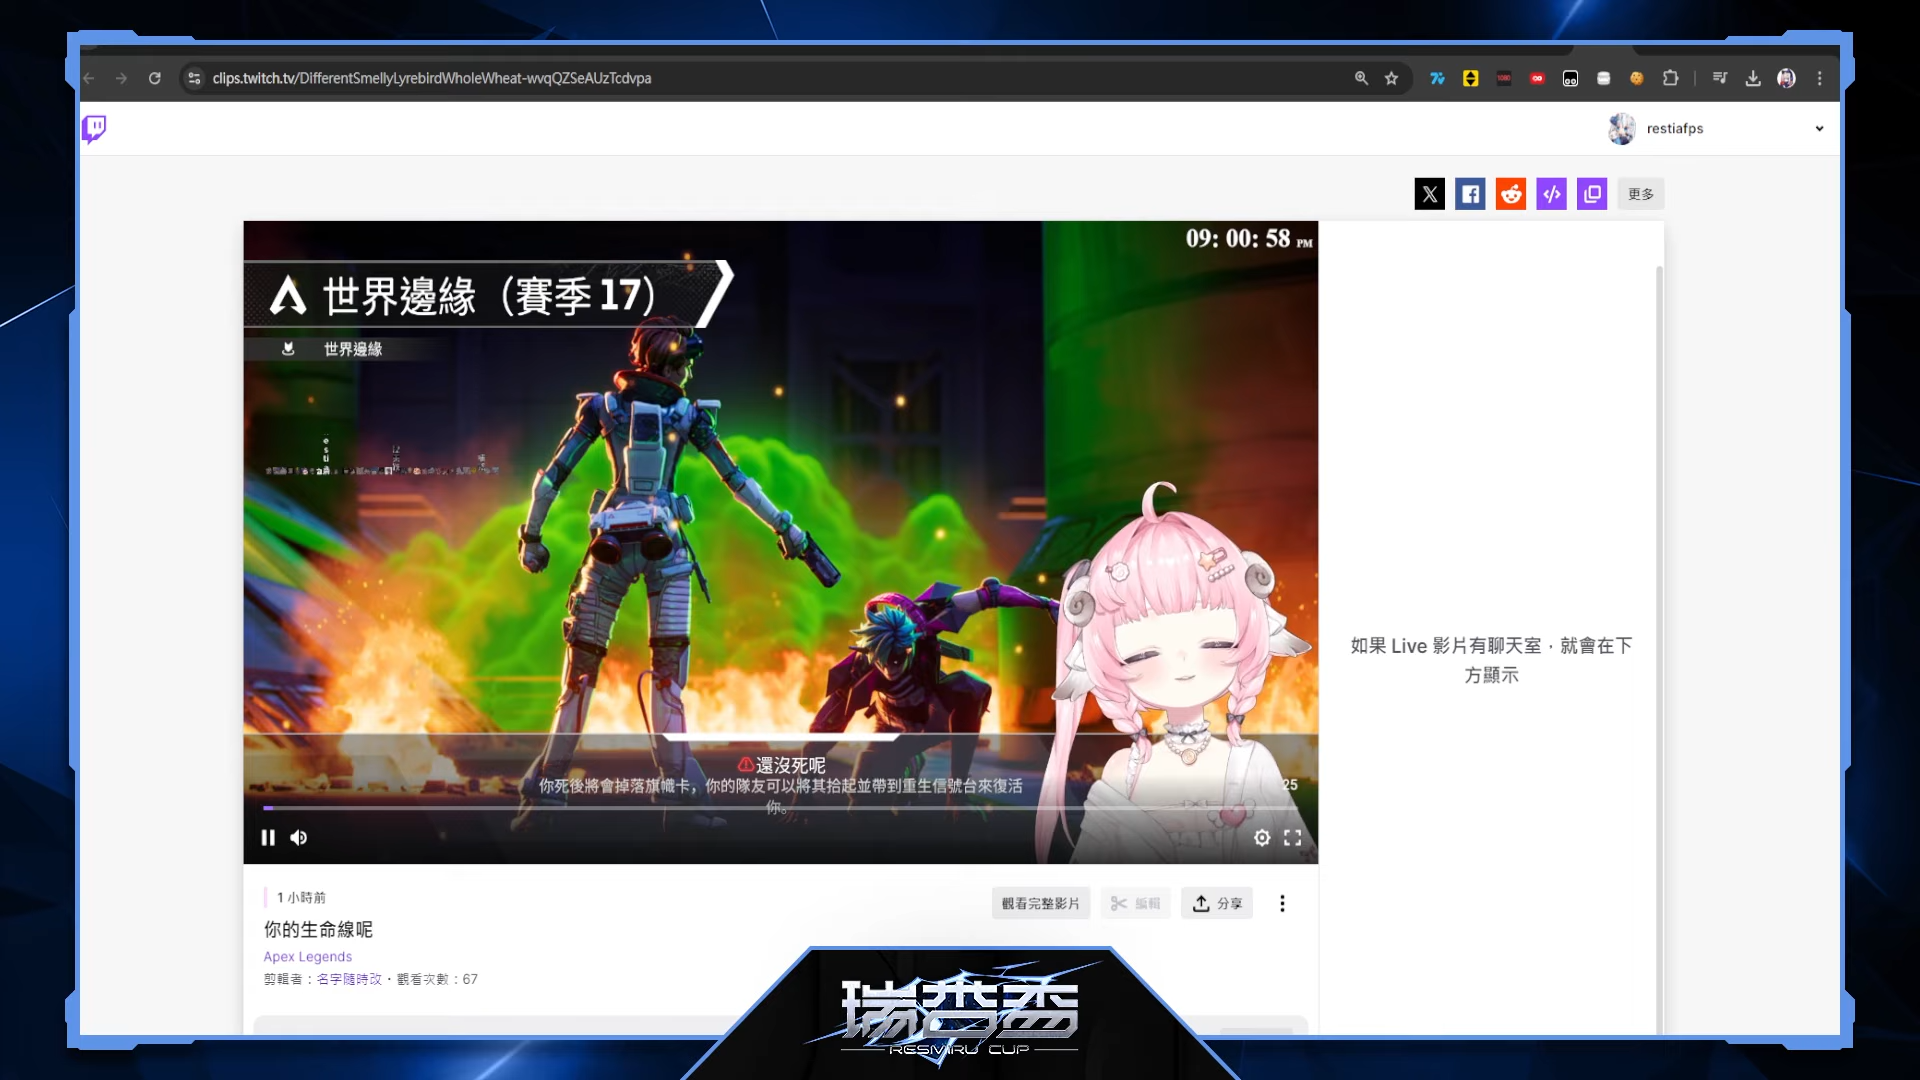 clips.twitch.tv/DifferentSmellyLyrebirdWholeWheat-wvqQZSeAUzTcdvpa
restiafps
更多
09: 00: 58 PM
世界邊緣（賽季 17）
世界邊緣
如果 Live 影片有聊天室，就會在下
方顯示
還沒死呢
你死後將會掉落旗幟卡，你的隊友可以將其拾起並帶到重生信號台來復活
你。
25
1 小時前
觀看完整影片
編輯
分享
你的生命線呢
Apex Legends
剪輯者：名字隨時改・觀看次數：67
瑞杏盃
RESMIRU CUP